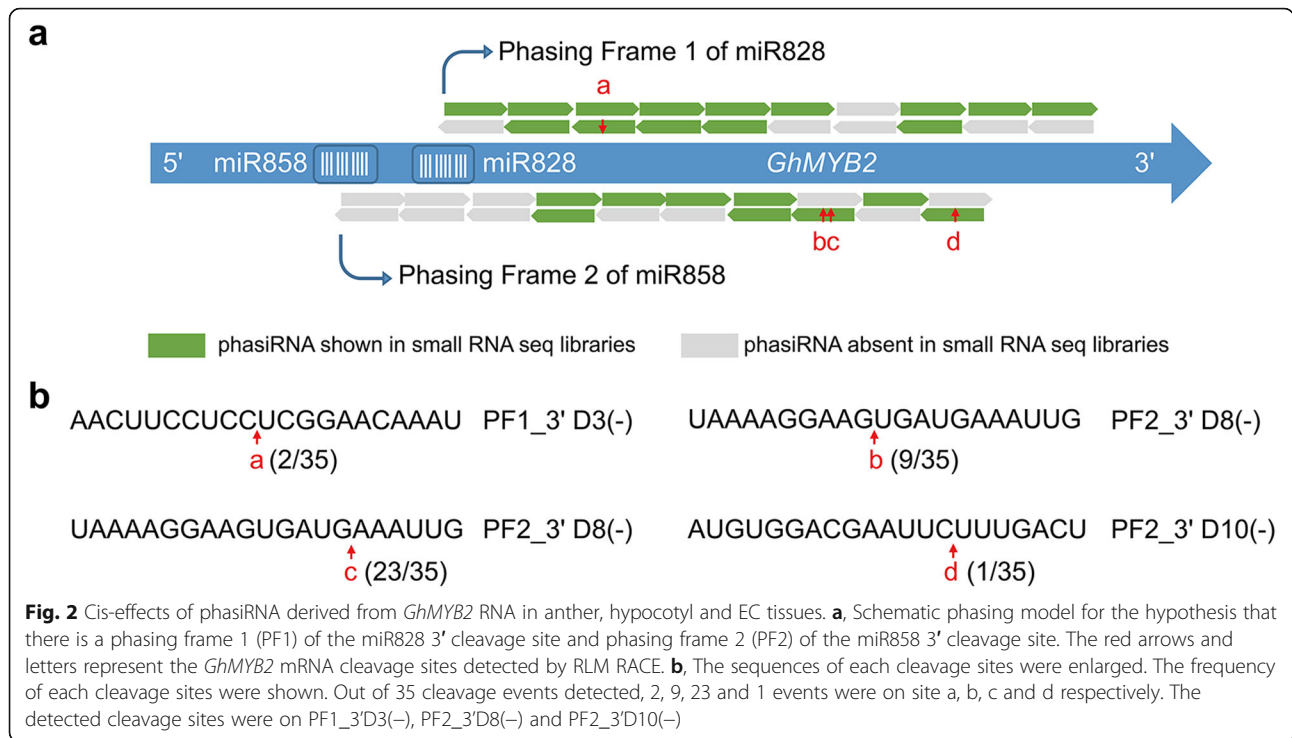 a
Phasing Frame 1 of miR828
a
5' miR858 miR828 GhMYB2 3'
bc d
Phasing Frame 2 of miR858
phasiRNA shown in small RNA seq libraries phasiRNA absent in small RNA seq libraries
b
AACUUCCUCCUCGGAACAAAU PF1_3' D3(-) UAAAAGGAAGUGAUGAAAUUG PF2_3' D8(-)
a (2/35) b (9/35)
UAAAAGGAAGUGAUGAAAUUG PF2_3' D8(-) AUGUGGACGAAUUCUUUGACU PF2_3' D10(-)
c (23/35) d (1/35)
Fig. 2 Cis-effects of phasiRNA derived from GhMYB2 RNA in anther, hypocotyl and EC tissues. a, Schematic phasing model for the hypothesis that
there is a phasing frame 1 (PF1) of the miR828 3′ cleavage site and phasing frame 2 (PF2) of the miR858 3′ cleavage site. The red arrows and
letters represent the GhMYB2 mRNA cleavage sites detected by RLM RACE. b, The sequences of each cleavage sites were enlarged. The frequency
of each cleavage sites were shown. Out of 35 cleavage events detected, 2, 9, 23 and 1 events were on site a, b, c and d respectively. The
detected cleavage sites were on PF1_3′D3(−), PF2_3′D8(−) and PF2_3′D10(−)